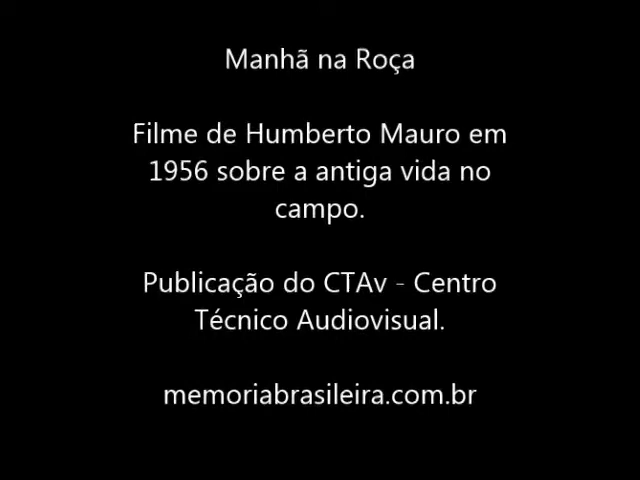 Manhã na Roça
Filme de Humberto Mauro em
1956 sobre a antiga vida no
campo.
Publicação do CTAv - Centro
Técnico Audiovisual.
memoriabrasileira.com.br